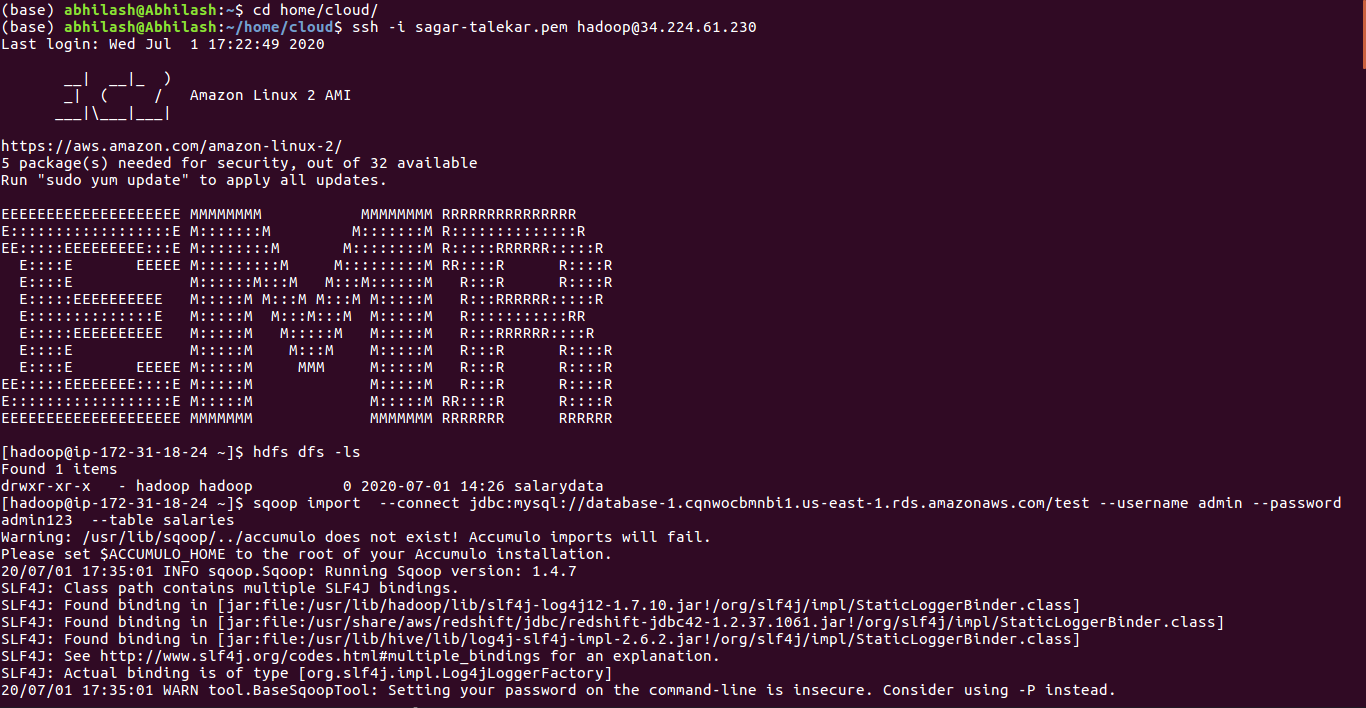 (base) abhilash@Abhilash:~$ cd home/cloud/
(base) abhilash@Abhilash:~/home/cloud$ ssh -i sagar-talekar.pem hadoop@34.224.61.230
Last login: Wed Jul  1 17:22:49 2020

       __|  __|_  )
       _|  (     /   Amazon Linux 2 AMI
      ___|\___|___|

https://aws.amazon.com/amazon-linux-2/
5 package(s) needed for security, out of 32 available
Run "sudo yum update" to apply all updates.

EEEEEEEEEEEEEEEEEEEE MMMMMMMM           MMMMMMMM RRRRRRRRRRRRRRR
E::::::::::::::::::E M:::::::M         M:::::::M R::::::::::::::R
EE:::::EEEEEEEEE:::E M::::::::M       M::::::::M R:::::RRRRRR:::::R
  E::::E       EEEEE M:::::::::M     M:::::::::M RR::::R      R::::R
  E::::E             M::::::M:::M   M:::M::::::M   R:::R      R::::R
  E:::::EEEEEEEEEE   M:::::M M:::M M:::M M:::::M   R:::RRRRRR:::::R
  E::::::::::::::E   M:::::M  M:::M:::M  M:::::M   R:::::::::::RR
  E:::::EEEEEEEEEE   M:::::M   M:::::M   M:::::M   R:::RRRRRR::::R
  E::::E             M:::::M    M:::M    M:::::M   R:::R      R::::R
  E::::E       EEEEE M:::::M     MMM     M:::::M   R:::R      R::::R
EE:::::EEEEEEEE::::E M:::::M             M:::::M   R:::R      R::::R
E::::::::::::::::::E M:::::M             M:::::M RR::::R      R::::R
EEEEEEEEEEEEEEEEEEEE MMMMMMM             MMMMMMM RRRRRRR      RRRRRR

[hadoop@ip-172-31-18-24 ~]$ hdfs dfs -ls
Found 1 items
drwxr-xr-x   - hadoop hadoop          0 2020-07-01 14:26 salarydata
[hadoop@ip-172-31-18-24 ~]$ sqoop import  --connect jdbc:mysql://database-1.cqnwocbmnbi1.us-east-1.rds.amazonaws.com/test --username admin --password
admin123  --table salaries
Warning: /usr/lib/sqoop/../accumulo does not exist! Accumulo imports will fail.
Please set $ACCUMULO_HOME to the root of your Accumulo installation.
20/07/01 17:35:01 INFO sqoop.Sqoop: Running Sqoop version: 1.4.7
SLF4J: Class path contains multiple SLF4J bindings.
SLF4J: Found binding in [jar:file:/usr/lib/hadoop/lib/slf4j-log4j12-1.7.10.jar!/org/slf4j/impl/StaticLoggerBinder.class]
SLF4J: Found binding in [jar:file:/usr/share/aws/redshift/jdbc/redshift-jdbc42-1.2.37.1061.jar!/org/slf4j/impl/StaticLoggerBinder.class]
SLF4J: Found binding in [jar:file:/usr/lib/hive/lib/log4j-slf4j-impl-2.6.2.jar!/org/slf4j/impl/StaticLoggerBinder.class]
SLF4J: See http://www.slf4j.org/codes.html#multiple_bindings for an explanation.
SLF4J: Actual binding is of type [org.slf4j.impl.Log4jLoggerFactory]
20/07/01 17:35:01 WARN tool.BaseSqoopTool: Setting your password on the command-line is insecure. Consider using -P instead.